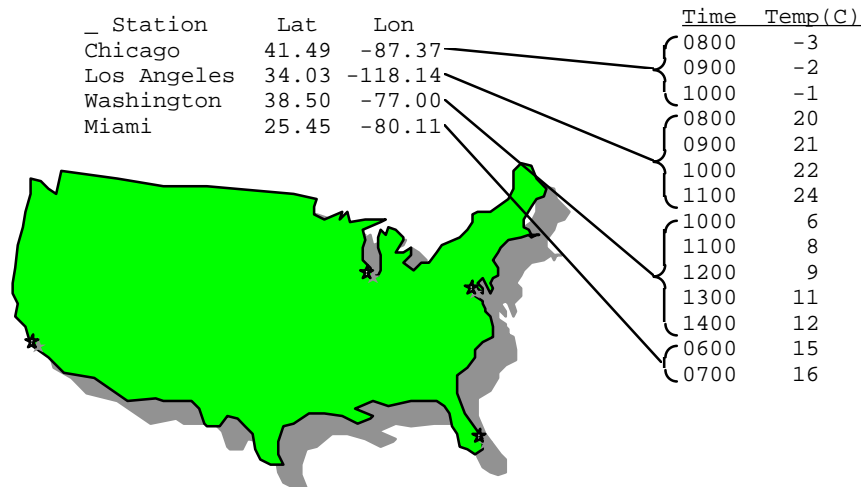 _ Station Lat Lon
Chicago 41.49 -87.37
Los Angeles 34.03 -118.14
Washington 38.50 -77.00
Miami 25.45 -80.11
Time Temp(C)
0800 -3
0900 -2
1000 -1
0800 20
0900 21
1000 22
1100 24
1000 6
1100 8
1200 9
1300 11
1400 12
0600 15
0700 16